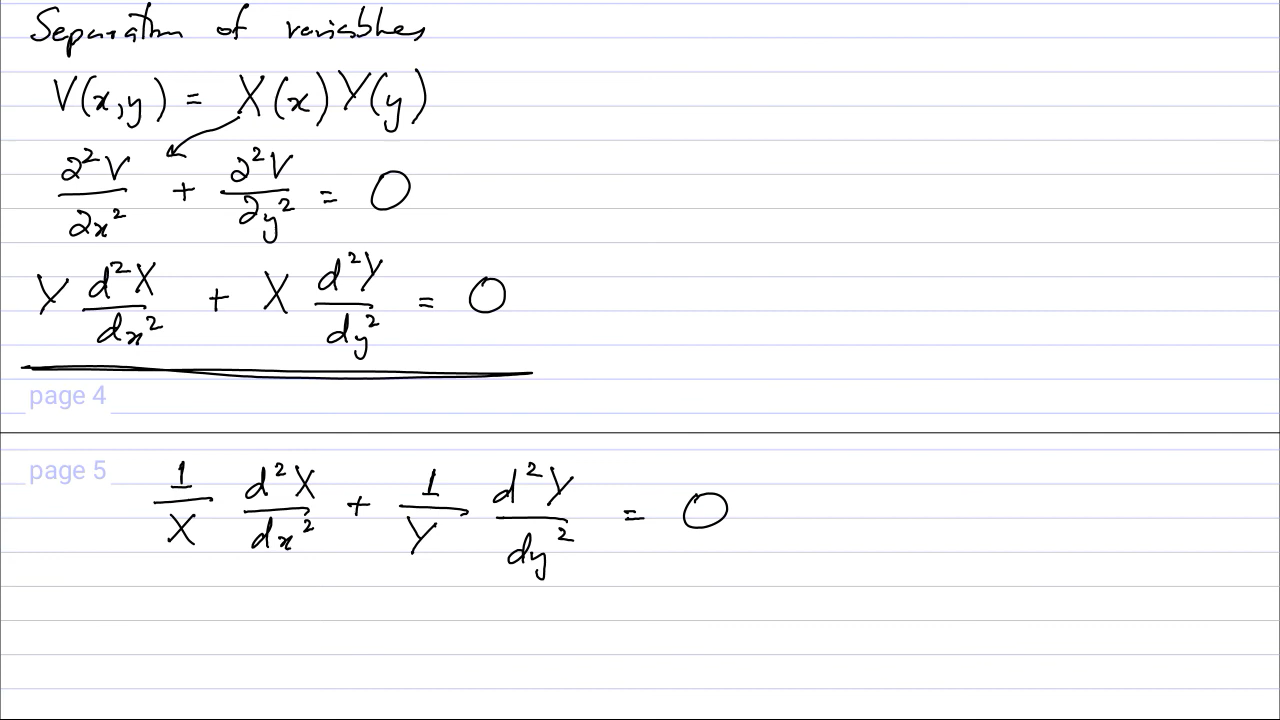 Separation of variables
V(x,y) = X(x)Y(y)
∂²V/∂x² + ∂²V/∂y² = 0
Y d²X/dx² + X d²Y/dy² = 0
page 4
page 5
1/X d²X/dx² + 1/Y d²Y/dy² = 0